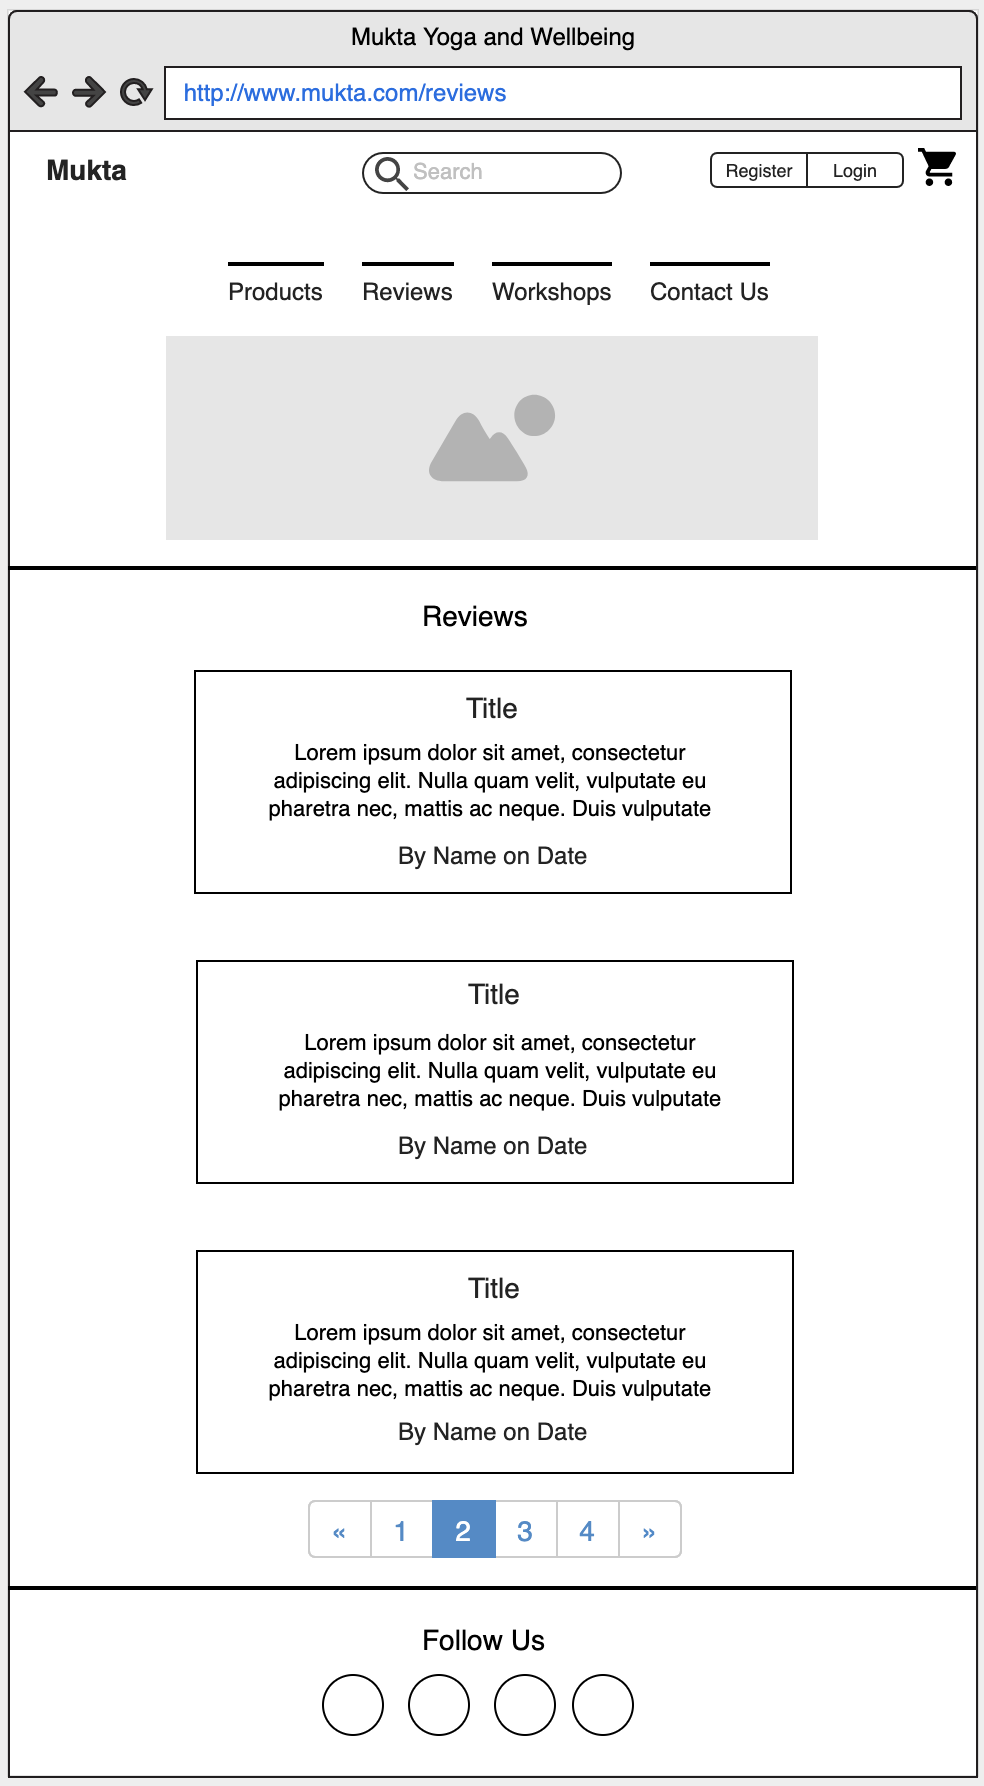 Mukta Yoga and Wellbeing
http://www.mukta.com/reviews
Mukta
Search
Register
Login
Products
Reviews
Workshops
Contact Us
Reviews
Title
Lorem ipsum dolor sit amet, consectetur
adipiscing elit. Nulla quam velit, vulputate eu
pharetra nec, mattis ac neque. Duis vulputate
By Name on Date
Title
Lorem ipsum dolor sit amet, consectetur
adipiscing elit. Nulla quam velit, vulputate eu
pharetra nec, mattis ac neque. Duis vulputate
By Name on Date
Title
Lorem ipsum dolor sit amet, consectetur
adipiscing elit. Nulla quam velit, vulputate eu
pharetra nec, mattis ac neque. Duis vulputate
By Name on Date
« 1 2 3 4 »
Follow Us